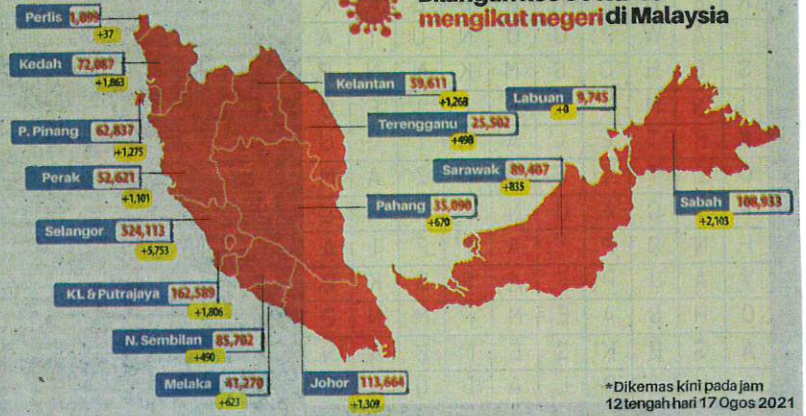 mengikut negeri di Malaysia
Perlis 1,099
+37
Kedah 72,087
+1,863
P. Pinang 62,837
+1,275
Perak 52,621
+1,101
Selangor 524,113
+5,753
KL & Putrajaya 162,589
+1,806
N. Sembilan 85,702
+490
Melaka 41,270
+623
Johor 113,664
+1,309
Kelantan 59,611
+1,268
Terengganu 25,502
+498
Pahang 35,090
+670
Labuan 9,745
+0
Sarawak 89,407
+835
Sabah 108,933
+2,103
*Dikemas kini pada jam
12 tengah hari 17 Ogos 2021